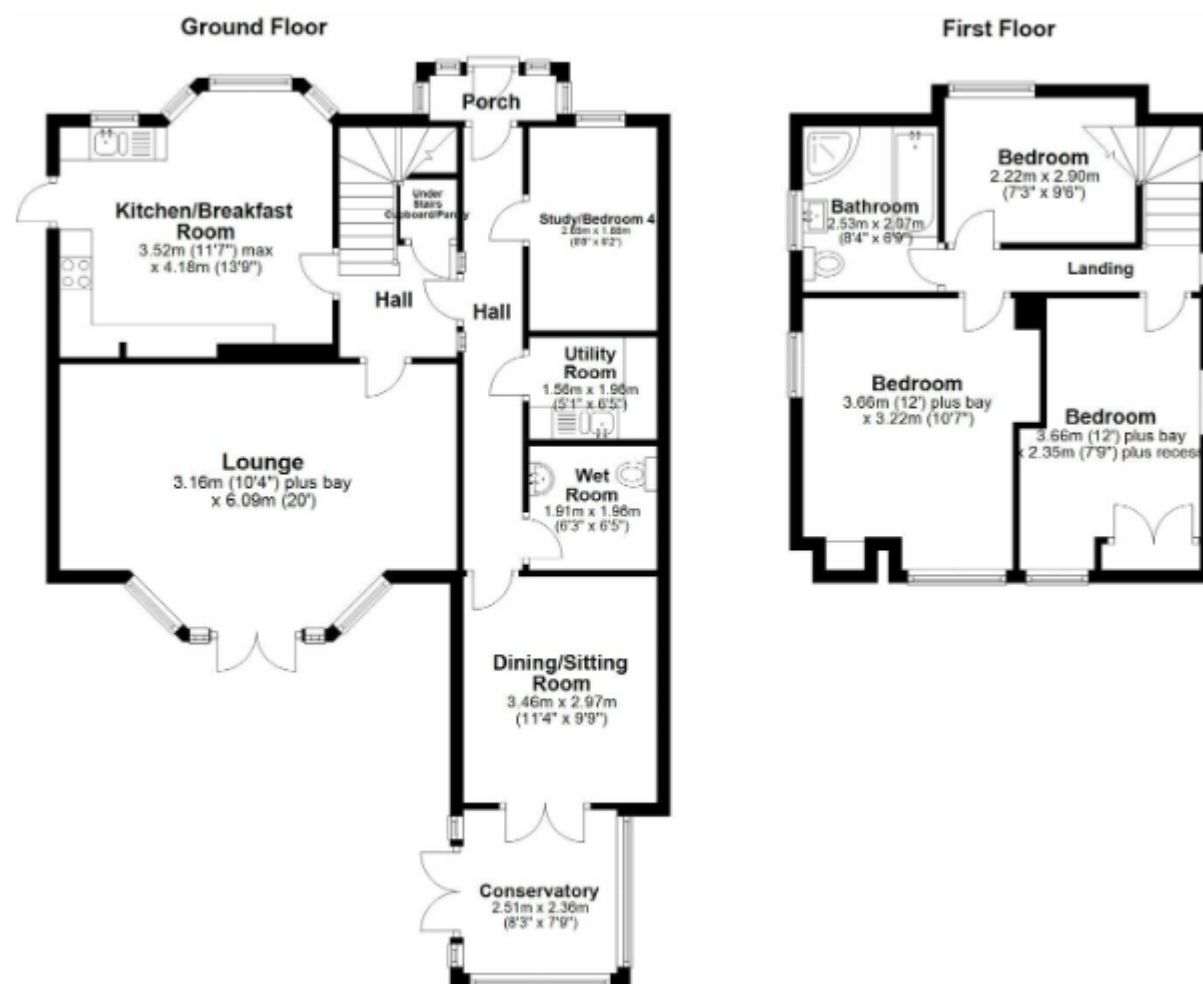 Ground Floor
Porch
Kitchen/Breakfast
Room
3.52m (11'7") max
x 4.18m (13'9")
Under
Stairs
Cupboard/Pantry
Study/Bedroom 4
Hall
Hall
Utility
Room
1.56m x 1.96m
(5'1" x 6'5")
Lounge
3.16m (10'4") plus bay
x 6.09m (20')
Wet
Room
1.91m x 1.96m
(6'3" x 6'5")
Dining/Sitting
Room
3.46m x 2.97m
(11'4" x 9'9")
Conservatory
2.51m x 2.36m
(8'3" x 7'9")
First Floor
Bedroom
2.22m x 2.90m
(7'3" x 9'6")
Bathroom
2.53m x 2.07m
(8'4" x 6'9")
Landing
Bedroom
3.66m (12') plus bay
x 3.22m (10'7")
Bedroom
3.66m (12') plus bay
x 2.35m (7'9") plus recess